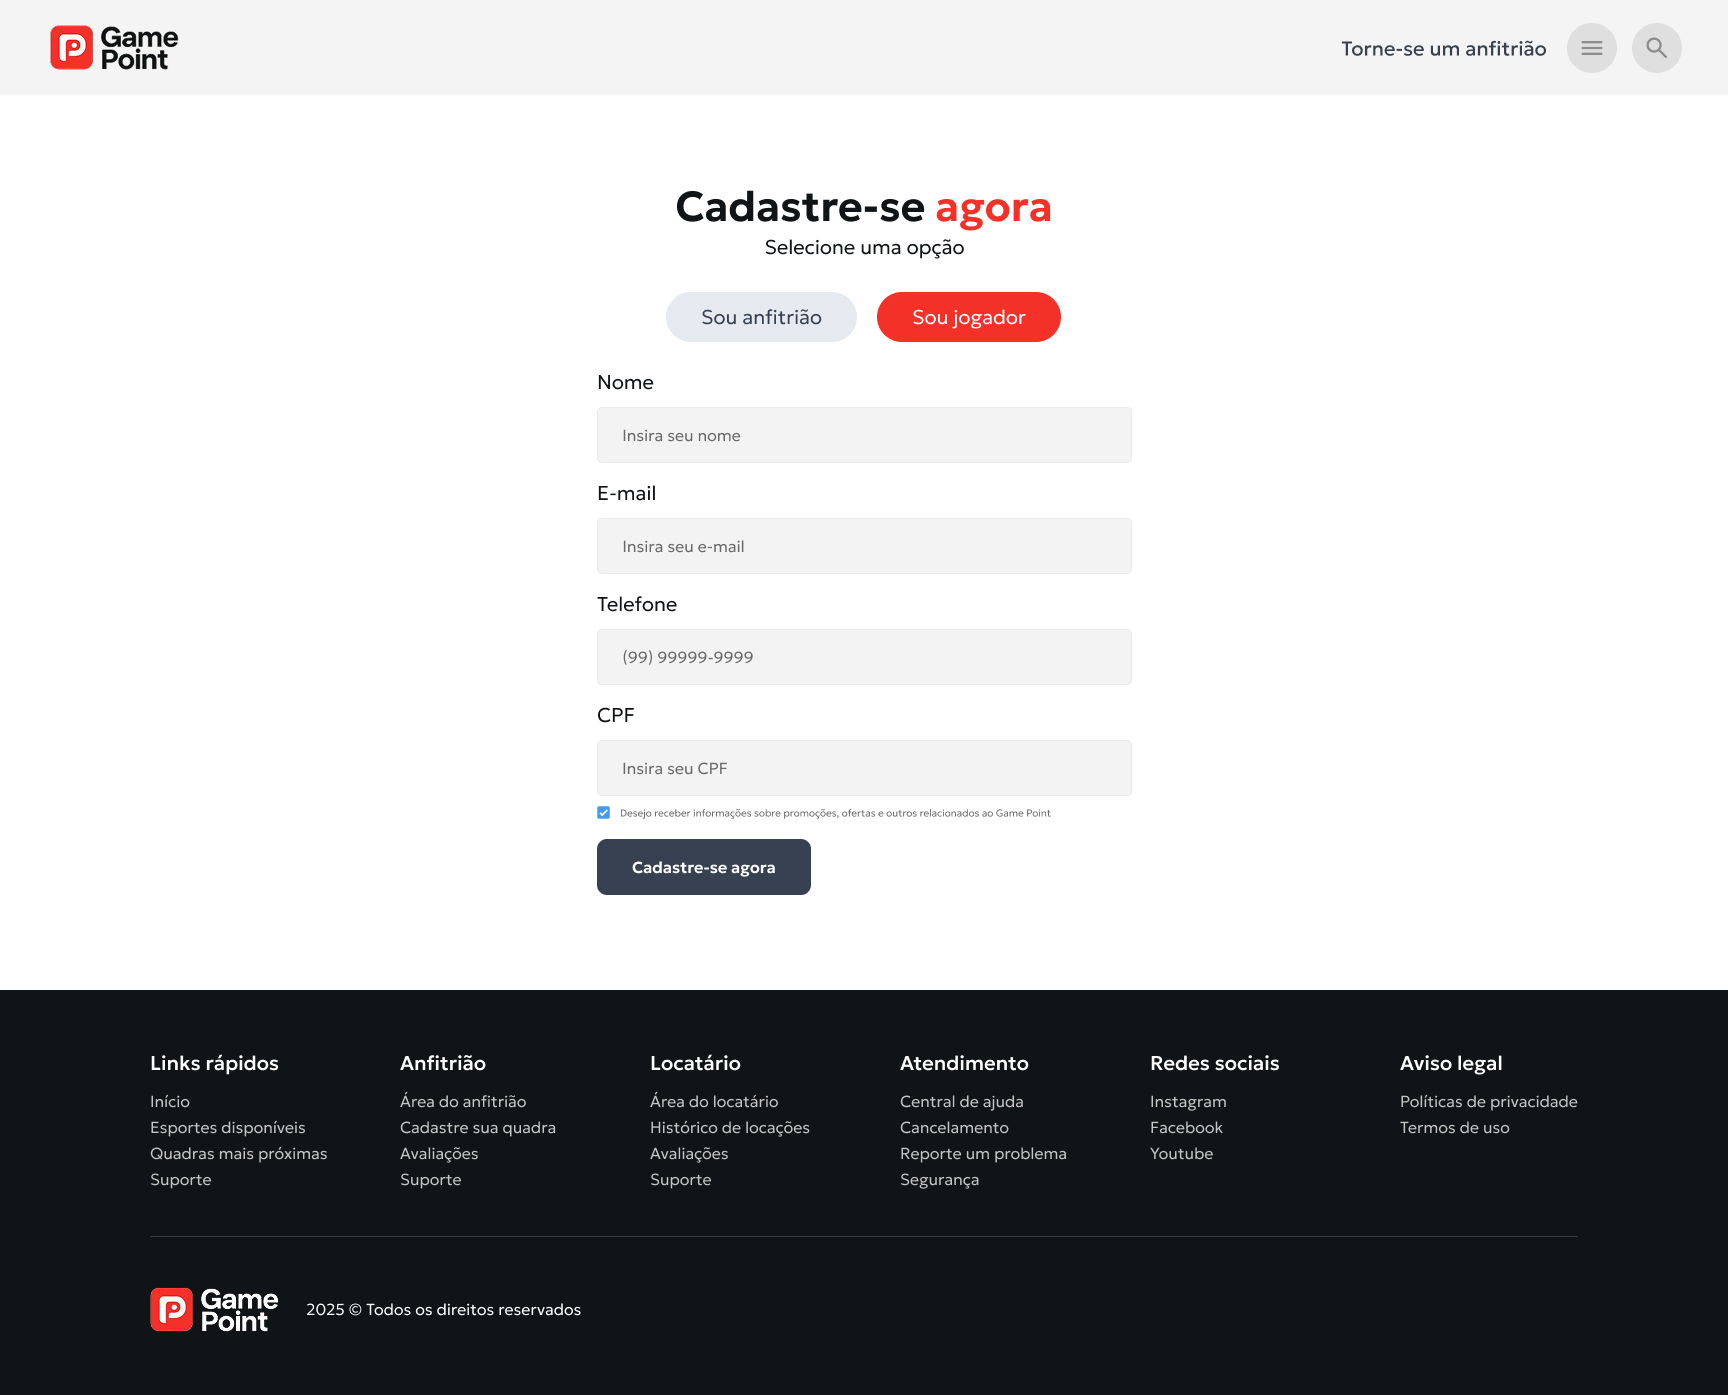 Game
Point
Torne-se um anfitrião
Cadastre-se agora
Selecione uma opção
Sou anfitrião
Sou jogador
Nome
Insira seu nome
E-mail
Insira seu e-mail
Telefone
(99) 99999-9999
CPF
Insira seu CPF
Desejo receber informações sobre promoções, ofertas e outros relacionados ao Game Point
Cadastre-se agora
Links rápidos
Início
Esportes disponíveis
Quadras mais próximas
Suporte
Anfitrião
Área do anfitrião
Cadastre sua quadra
Avaliações
Suporte
Locatário
Área do locatário
Histórico de locações
Avaliações
Suporte
Atendimento
Central de ajuda
Cancelamento
Reporte um problema
Segurança
Redes sociais
Instagram
Facebook
Youtube
Aviso legal
Políticas de privacidade
Termos de uso
Game
Point
2025 © Todos os direitos reservados